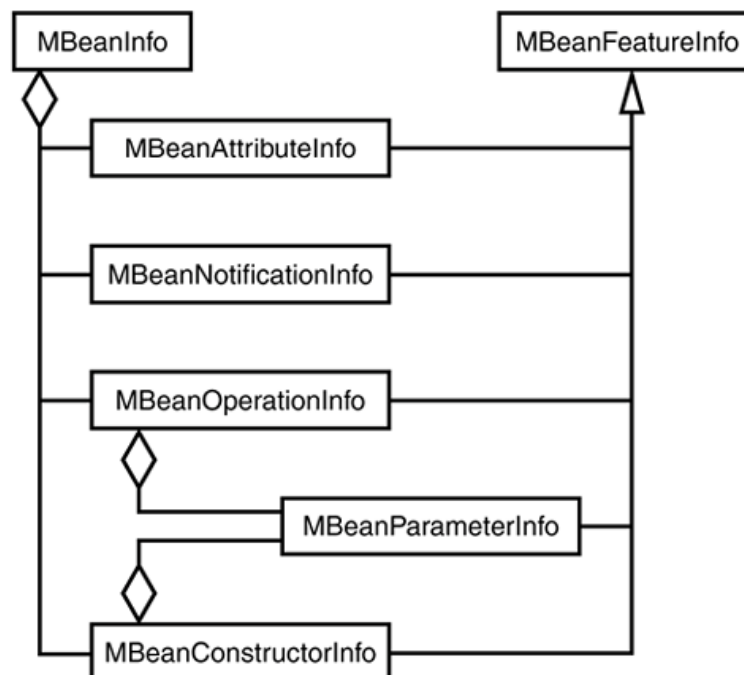 MBeanInfo
MBeanFeatureInfo
MBeanAttributeInfo
MBeanNotificationInfo
MBeanOperationInfo
MBeanParameterInfo
MBeanConstructorInfo